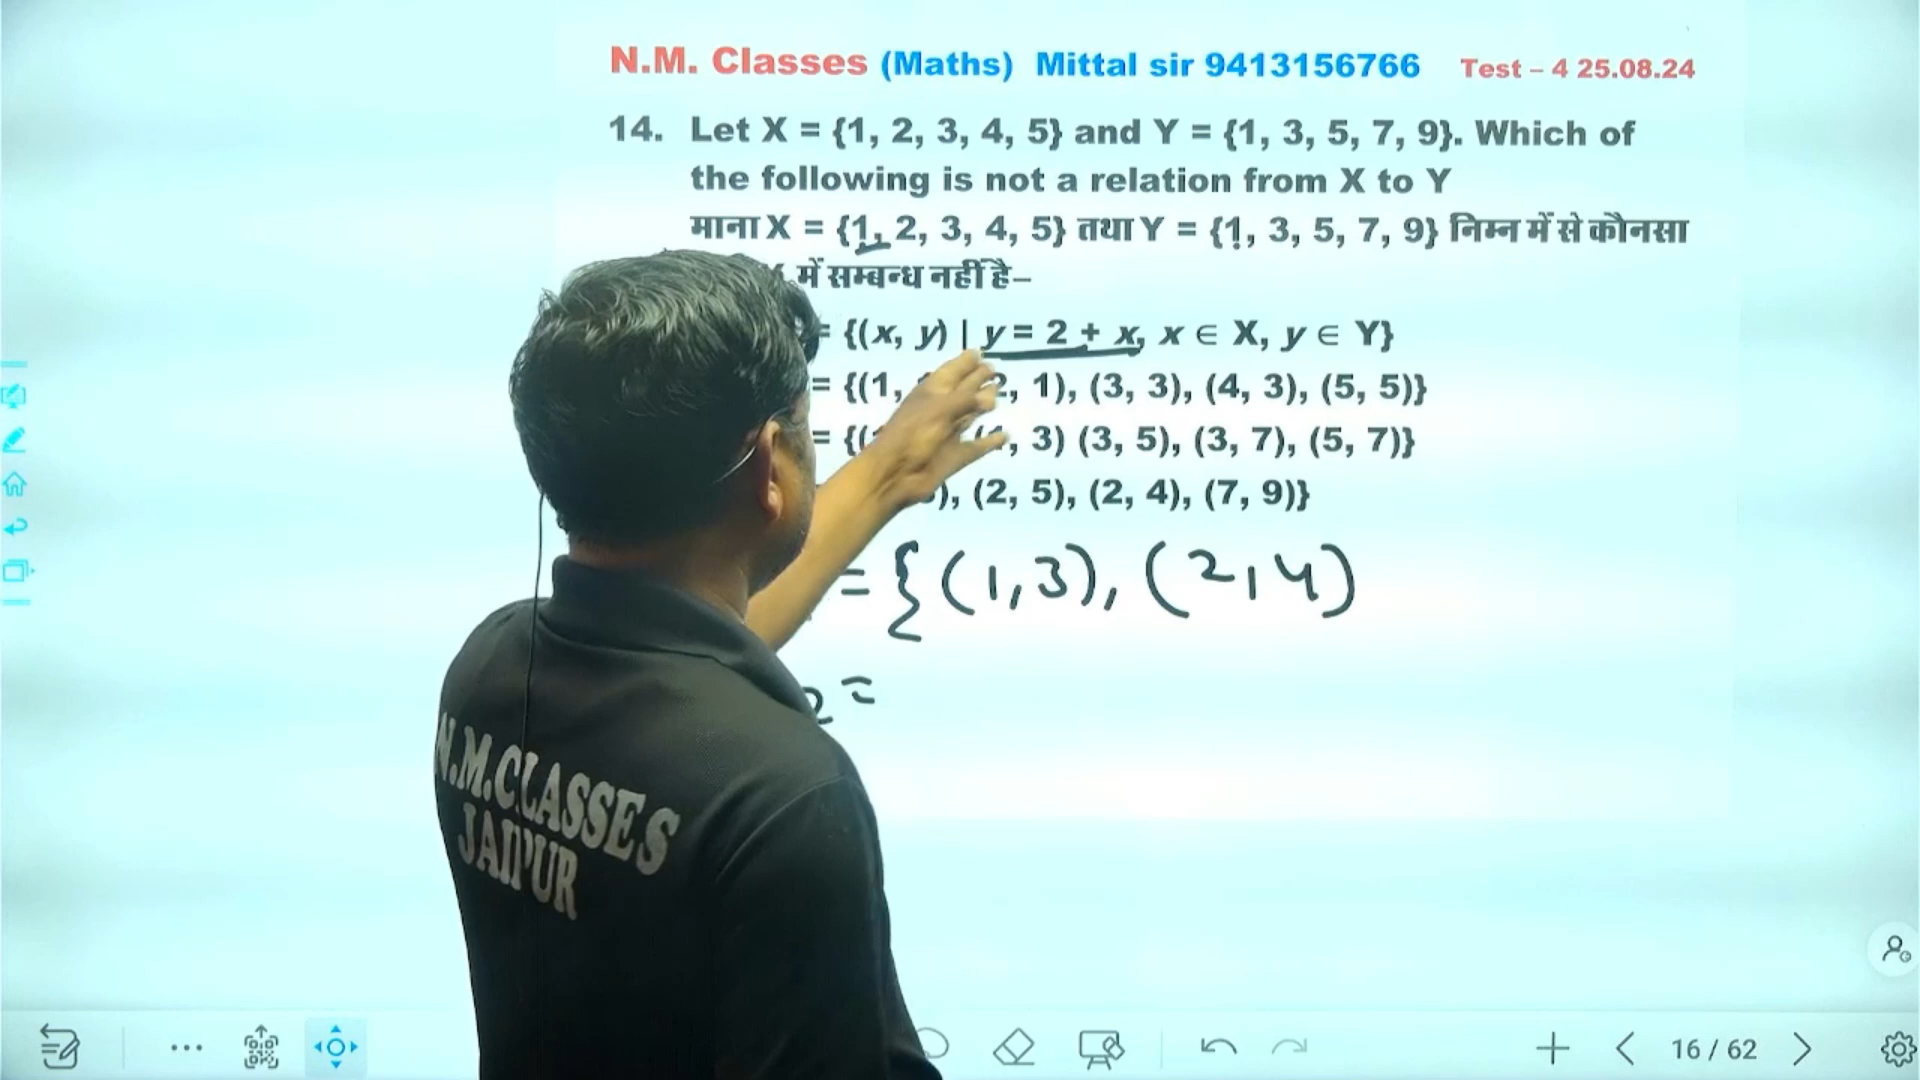 N.M. Classes (Maths) Mittal sir 9413156766 Test – 4 25.08.24
14. Let X = {1, 2, 3, 4, 5} and Y = {1, 3, 5, 7, 9}. Which of
the following is not a relation from X to Y
माना X = {1, 2, 3, 4, 5} तथा Y = {1, 3, 5, 7, 9} निम्न में से कौनसा
में सम्बन्ध नहीं है–
= {(x, y) | y = 2 + x, x ∈ X, y ∈ Y}
= {(1, 2, 1), (3, 3), (4, 3), (5, 5)}
= {( 3) (3, 5), (3, 7), (5, 7)}
), (2, 5), (2, 4), (7, 9)}
= {(1,3), (2,4)
2 =
N.M.CLASSES
JAIPUR
16 / 62